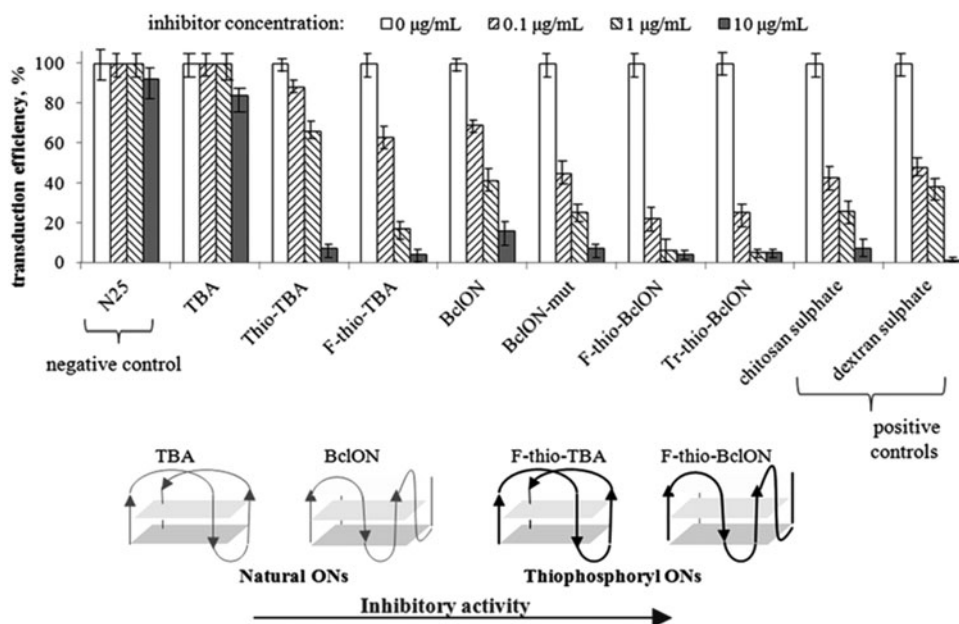 inhibitor concentration: 0 µg/mL 0.1 µg/mL 1 µg/mL 10 µg/mL
transduction efficiency, %
100
80
60
40
20
0
N25
TBA
Thio-TBA
F-thio-TBA
BclON
BclON-mut
F-thio-BclON
Tr-thio-BclON
chitosan sulphate
dextran sulphate
negative control
positive
controls
TBA BclON F-thio-TBA F-thio-BclON
Natural ONs Thiophosphoryl ONs
Inhibitory activity